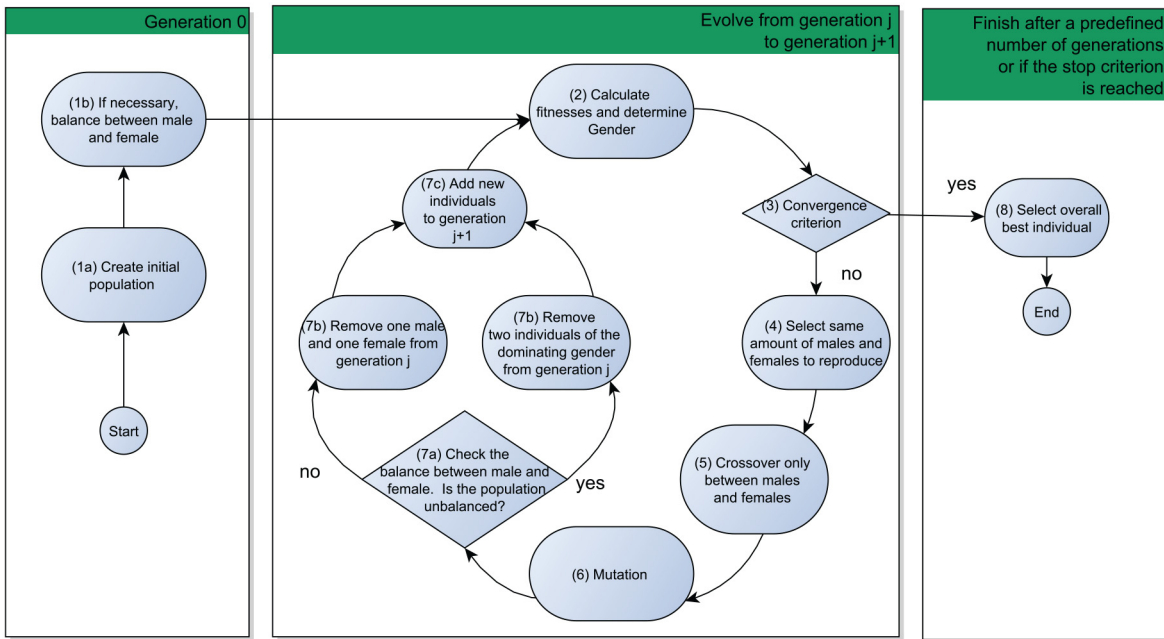 Generation 0
(1b) If necessary,
balance between male
and female
(1a) Create initial
population
Start
Evolve from generation j
to generation j+1
(2) Calculate
fitnesses and determine
Gender
(3) Convergence
criterion
no
yes
(4) Select same
amount of males and
females to reproduce
(5) Crossover only
between males
and females
(6) Mutation
(7a) Check the
balance between male and
female. Is the population
unbalanced?
no
yes
(7b) Remove one male
and one female from
generation j
(7b) Remove
two individuals of the
dominating gender
from generation j
(7c) Add new
individuals
to generation
j+1
Finish after a predefined
number of generations
or if the stop criterion
is reached
(8) Select overall
best individual
End